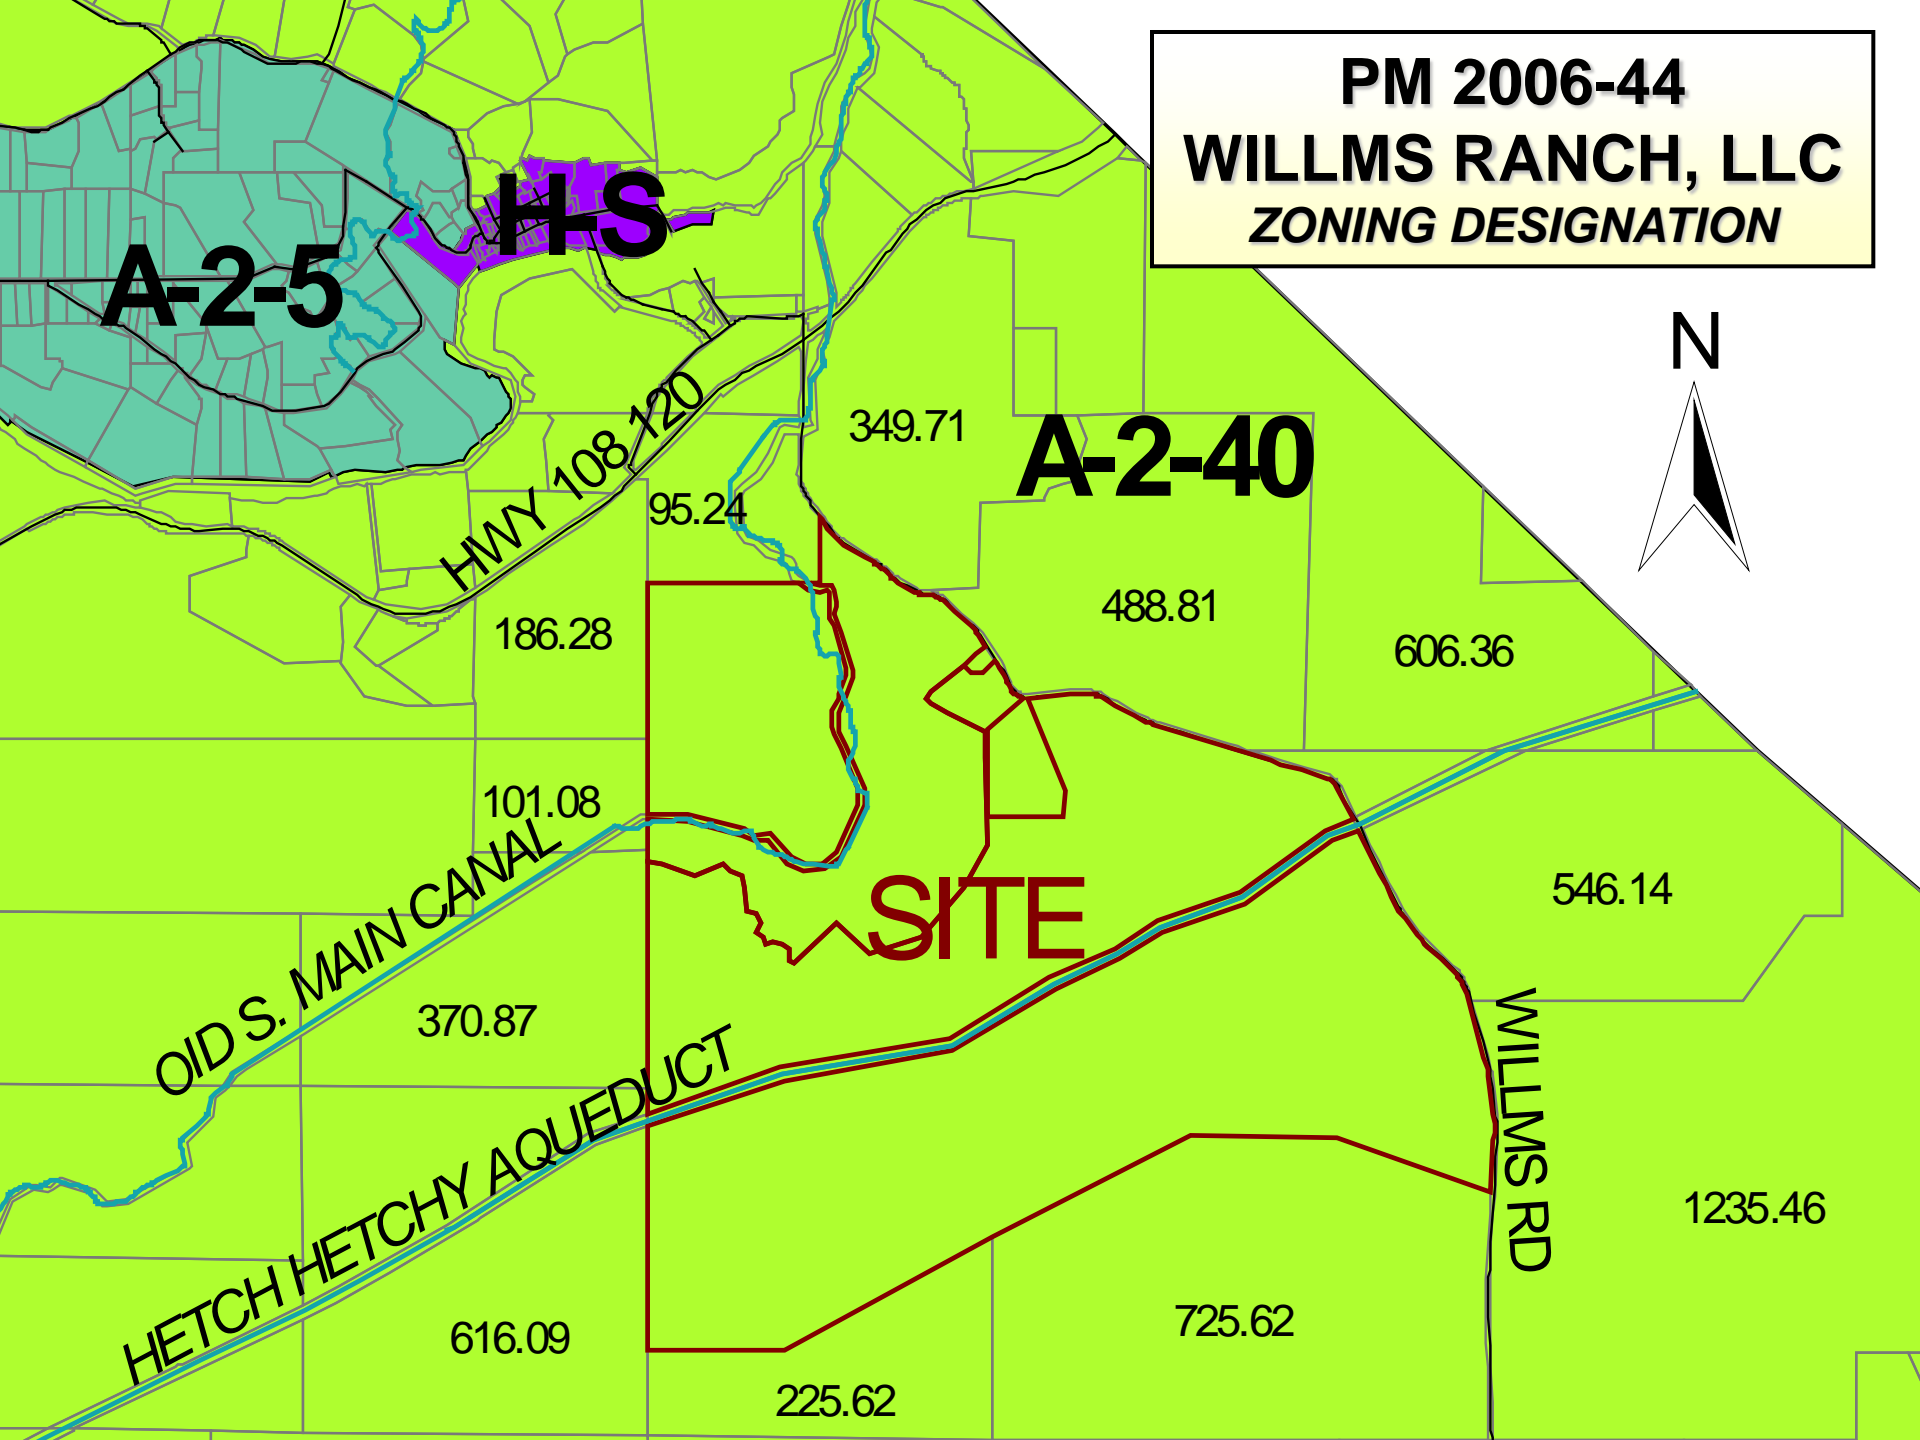 PM 2006-44
WILLMS RANCH, LLC
ZONING DESIGNATION
N
H-S
A-2-5
HWY 108 120
349.71
A-2-40
95.24
488.81
186.28
606.36
101.08
OID S. MAIN CANAL
SITE
546.14
370.87
HETCH HETCHY AQUEDUCT
WILLMS RD
1235.46
616.09
725.62
225.62